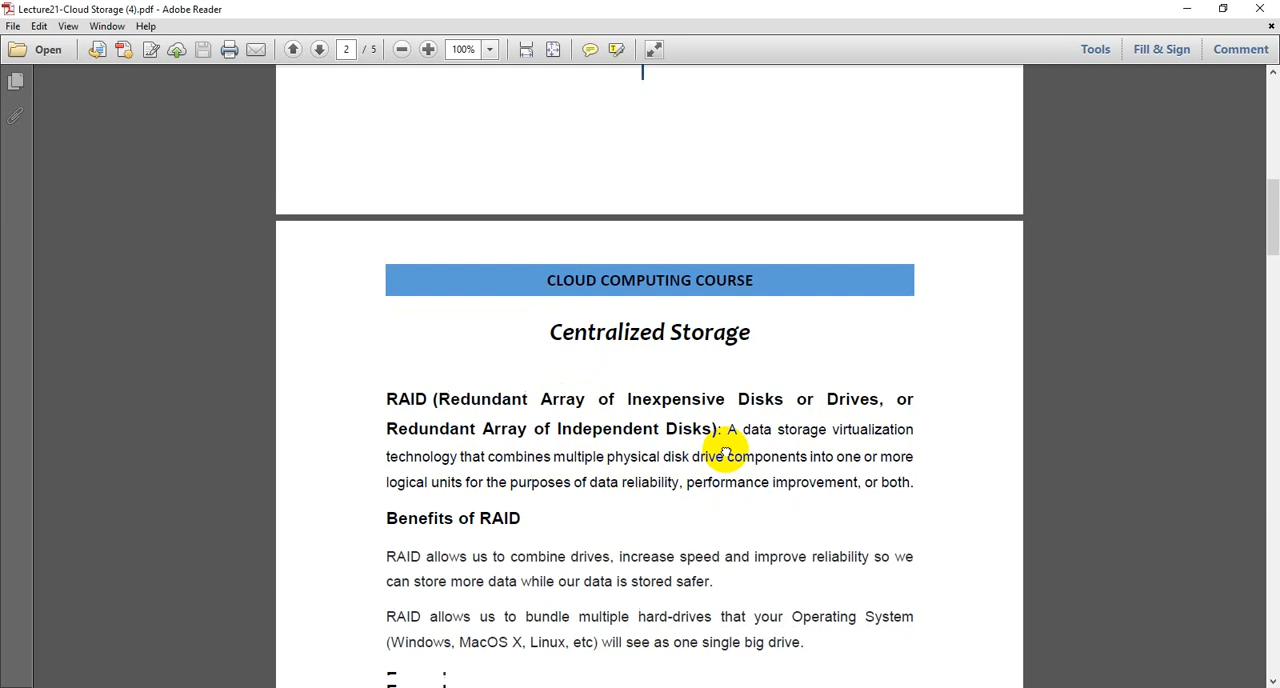 Lecture21-Cloud Storage (4).pdf - Adobe Reader
File Edit View Window Help
Open 2 / 5 100% Tools Fill & Sign Comment
CLOUD COMPUTING COURSE
Centralized Storage
RAID (Redundant Array of Inexpensive Disks or Drives, or
Redundant Array of Independent Disks): A data storage virtualization
technology that combines multiple physical disk drive components into one or more
logical units for the purposes of data reliability, performance improvement, or both.
Benefits of RAID
RAID allows us to combine drives, increase speed and improve reliability so we
can store more data while our data is stored safer.
RAID allows us to bundle multiple hard-drives that your Operating System
(Windows, MacOS X, Linux, etc) will see as one single big drive.